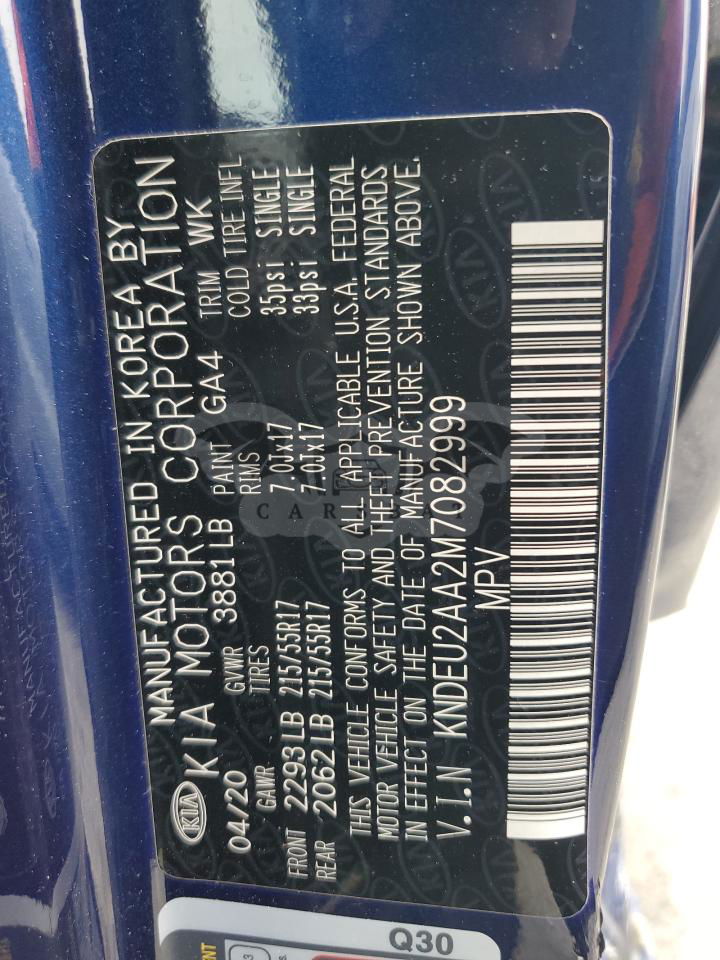 MANUFACTURED IN KOREA BY
KIA KIA MOTORS CORPORATION
04/20 GVWR 3881LB PAINT GA4 TRIM WK
GAWR TIRES RIMS COLD TIRE.INFL
FRONT 2293LB 215/55R17 7.0Jx17 35psi SINGLE
REAR 2062LB 215/55R17 7.0Jx17 33psi SINGLE
THIS VEHICLE CONFORMS TO ALL APPLICABLE U.S.A. FEDERAL
MOTOR VEHICLE SAFETY AND THEFT PREVENTION STANDARDS
IN EFFECT ON THE DATE OF MANUFACTURE SHOWN ABOVE.
V.I.N KNDEU2AA2M7082999
MPV
Q30